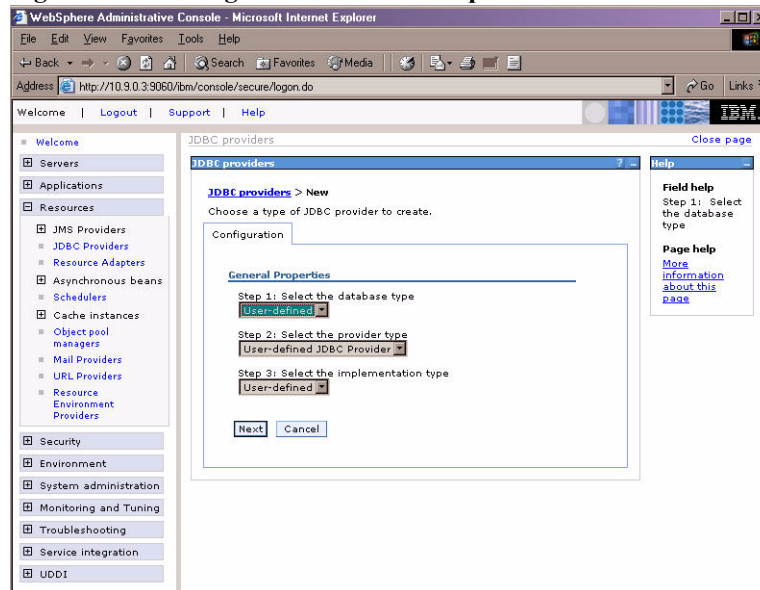 WebSphere Administrative Console - Microsoft Internet Explorer
File Edit View Favorites Tools Help
Back Search Favorites Media
Address http://10.9.0.3:9060/ibm/console/secure/logon.do Go Links
Welcome | Logout | Support | Help IBM.
Welcome
Servers
Applications
Resources
JMS Providers
JDBC Providers
Resource Adapters
Asynchronous beans
Schedulers
Cache instances
Object pool
managers
Mail Providers
URL Providers
Resource
Environment
Providers
Security
Environment
System administration
Monitoring and Tuning
Troubleshooting
Service integration
UDDI
JDBC providers Close page
JDBC providers ? –
JDBC providers > New
Choose a type of JDBC provider to create.
Configuration
General Properties
Step 1: Select the database type
User-defined
Step 2: Select the provider type
User-defined JDBC Provider
Step 3: Select the implementation type
User-defined
Next Cancel
Help –
Field help
Step 1: Select
the database
type
Page help
More
information
about this
page